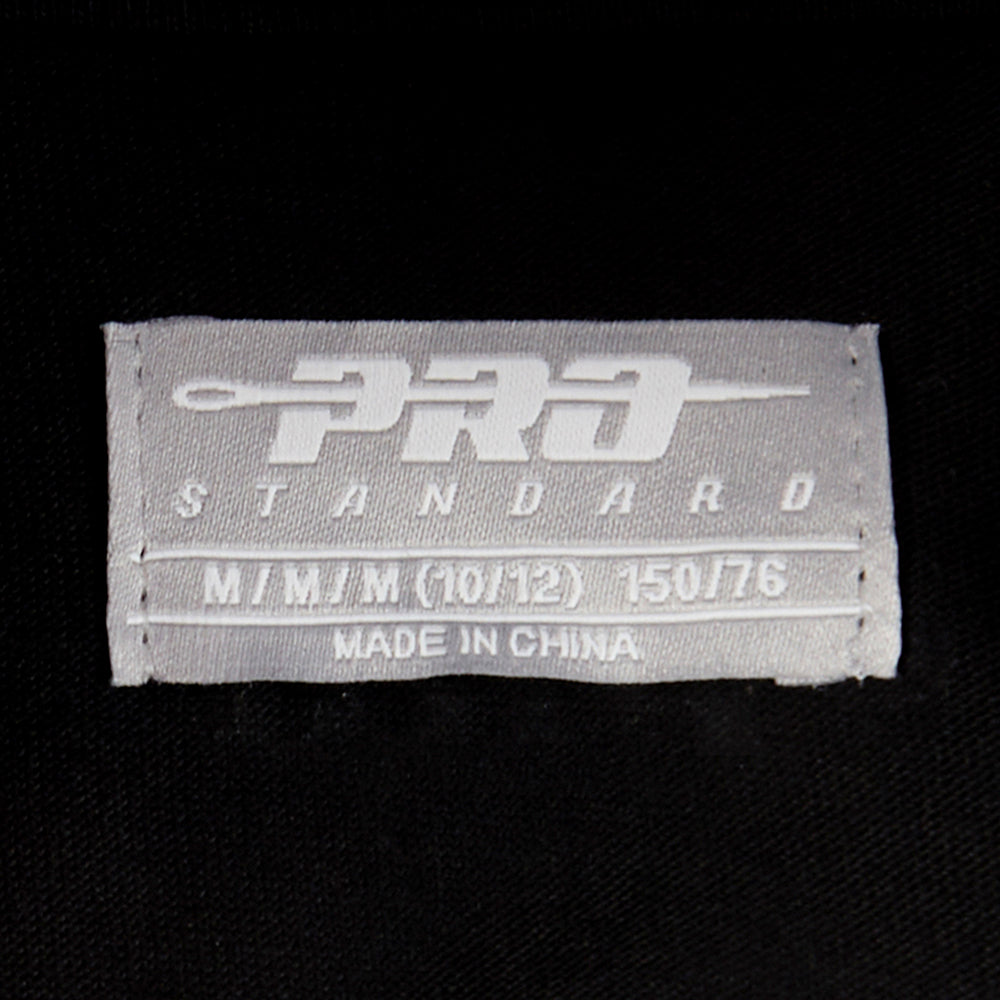 PRO
STANDARD
M/M/M (10/12) 150/76
MADE IN CHINA